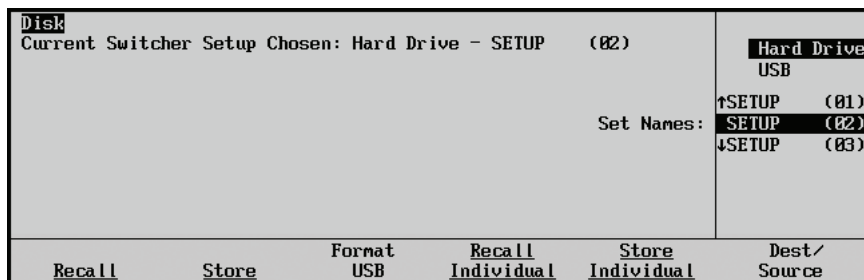 Disk
Current Switcher Setup Chosen: Hard Drive - SETUP (02)
Hard Drive
USB
↑SETUP (01)
Set Names: SETUP (02)
↓SETUP (03)
Recall Store Format USB Recall Individual Store Individual Dest/ Source